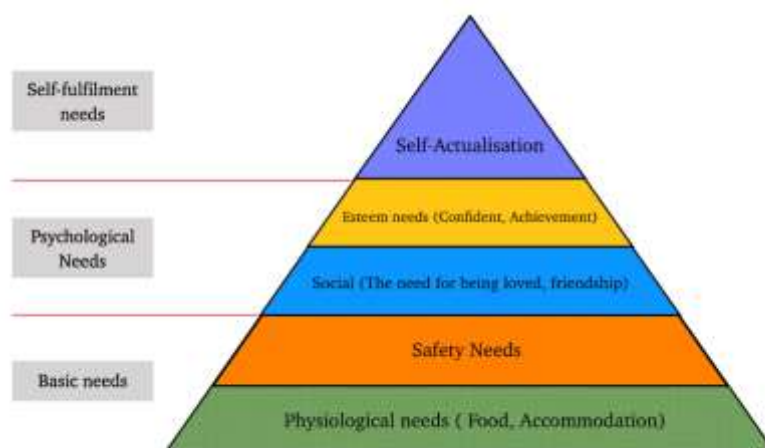 Self-fulfilment
needs
Self-Actualisation
Esteem needs (Confident, Achievement)
Psychological
Needs
Social (The need for being loved, friendship)
Safety Needs
Basic needs
Physiological needs ( Food, Accommodation)